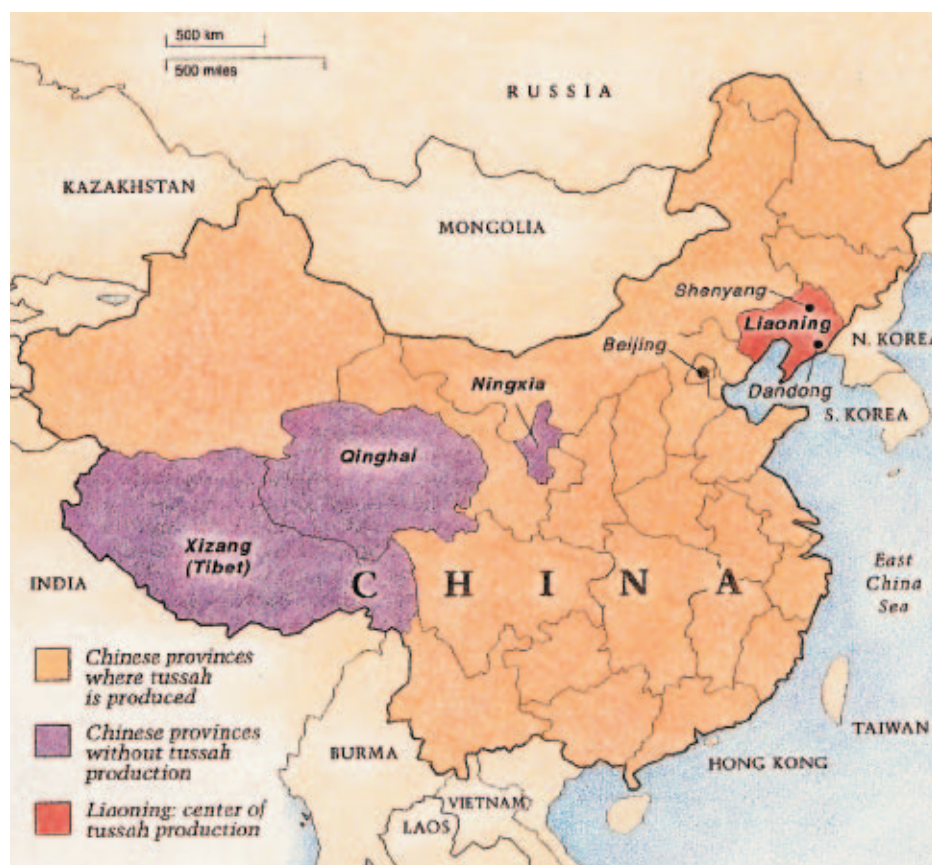 500 km
500 miles
RUSSIA
KAZAKHSTAN
MONGOLIA
Shenyang
Liaoning
Beijing
N. KOREA
Ningxia
Dandong
S. KOREA
Qinghai
Xizang
(Tibet)
INDIA
CHINA
East
China
Sea
Chinese provinces
where tussah
is produced
Chinese provinces
without tussah
production
Liaoning: center of
tussah production
BURMA
TAIWAN
HONG KONG
VIETNAM
LAOS